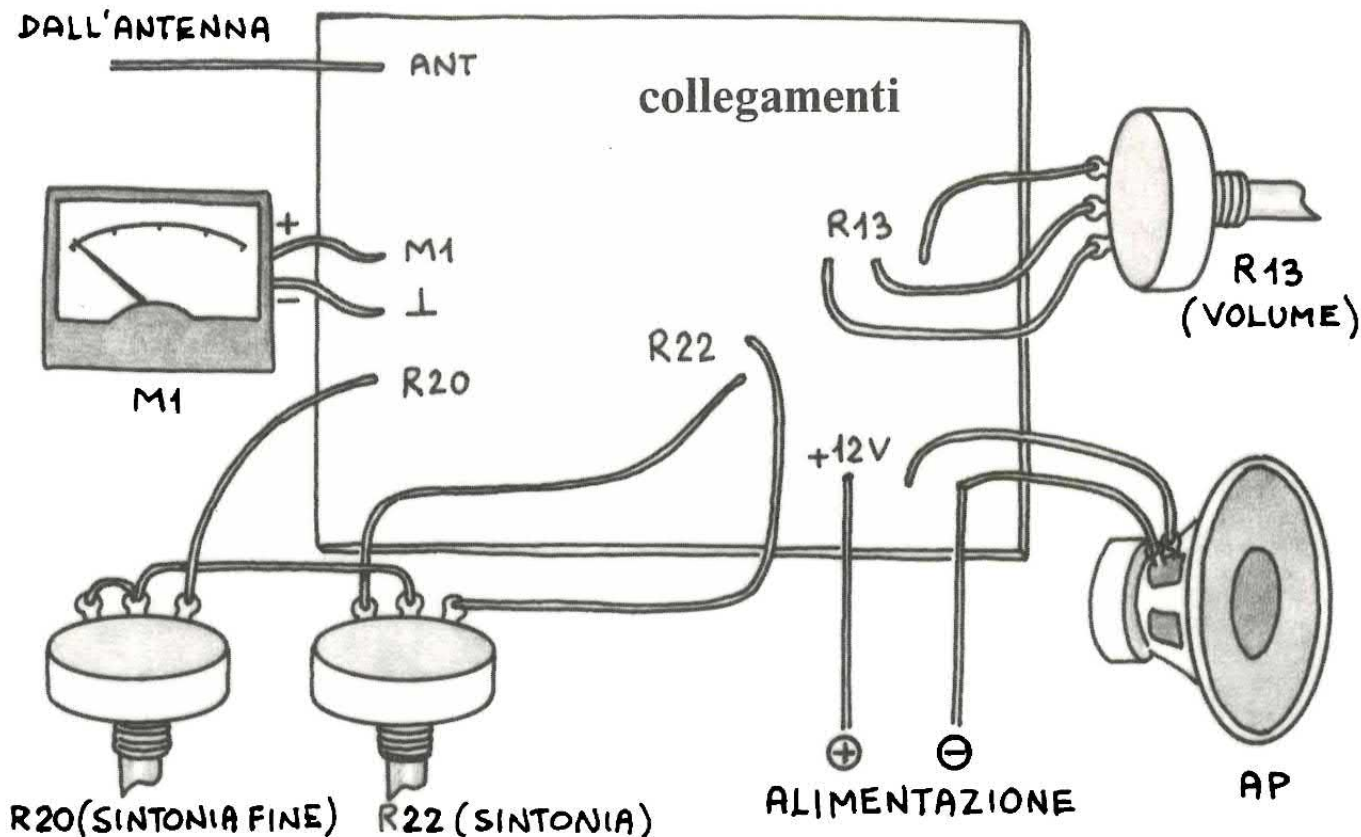 DALL'ANTENNA
ANT
collegamenti
+
M1
-
⊥
M1
R13
R13
(VOLUME)
R22
R20
+12V
⊕
⊖
ALIMENTAZIONE
AP
R20 (SINTONIA FINE)
R22 (SINTONIA)